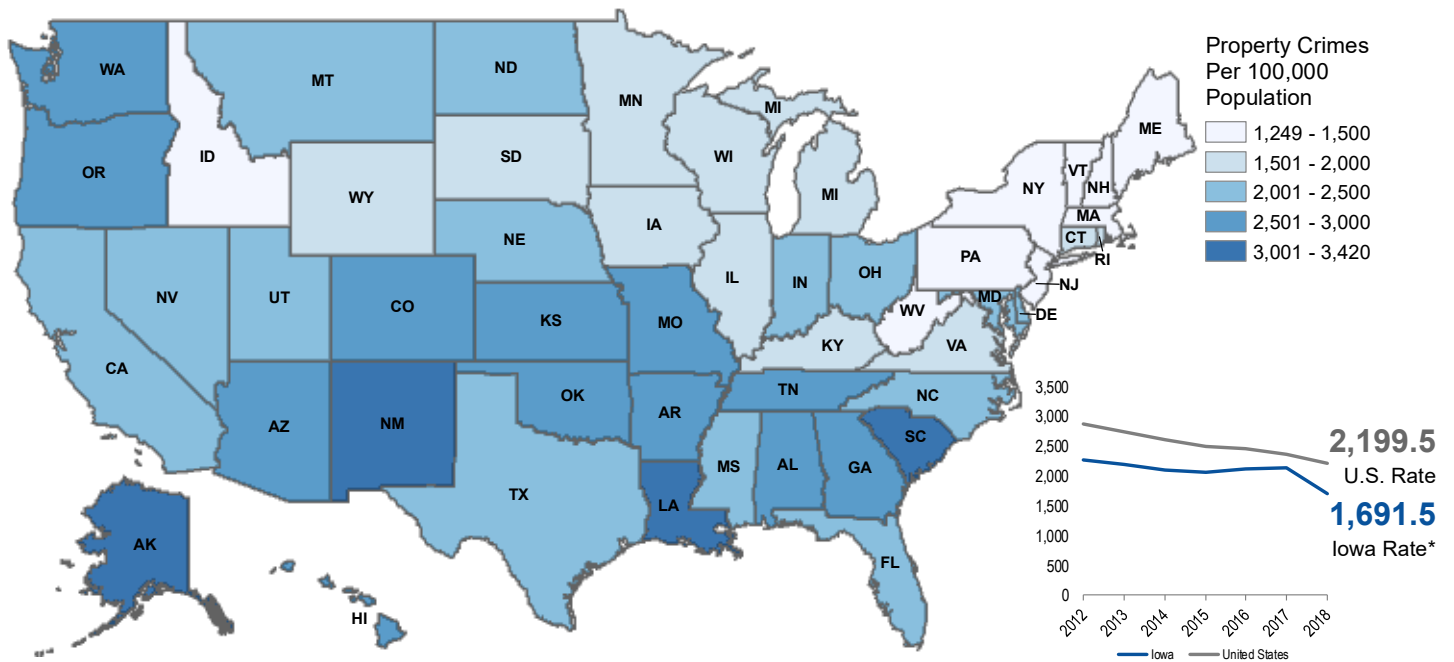 Property Crimes
Per 100,000
Population
1,249 - 1,500
1,501 - 2,000
2,001 - 2,500
2,501 - 3,000
3,001 - 3,420
WA
MT
ND
MN
MI
ME
ID
SD
WI
VT
NH
OR
WY
MI
NY
MA
IA
CT
RI
NE
PA
NV
UT
IL
IN
OH
NJ
CO
MD
DE
KS
MO
WV
CA
KY
VA
TN
NC
AZ
NM
OK
AR
SC
MS
AL
GA
TX
LA
AK
FL
HI
3,500
3,000
2,500
2,000
1,500
1,000
500
0
2,199.5
U.S. Rate
1,691.5
Iowa Rate*
2012
2013
2014
2015
2016
2017
2018
Iowa
United States